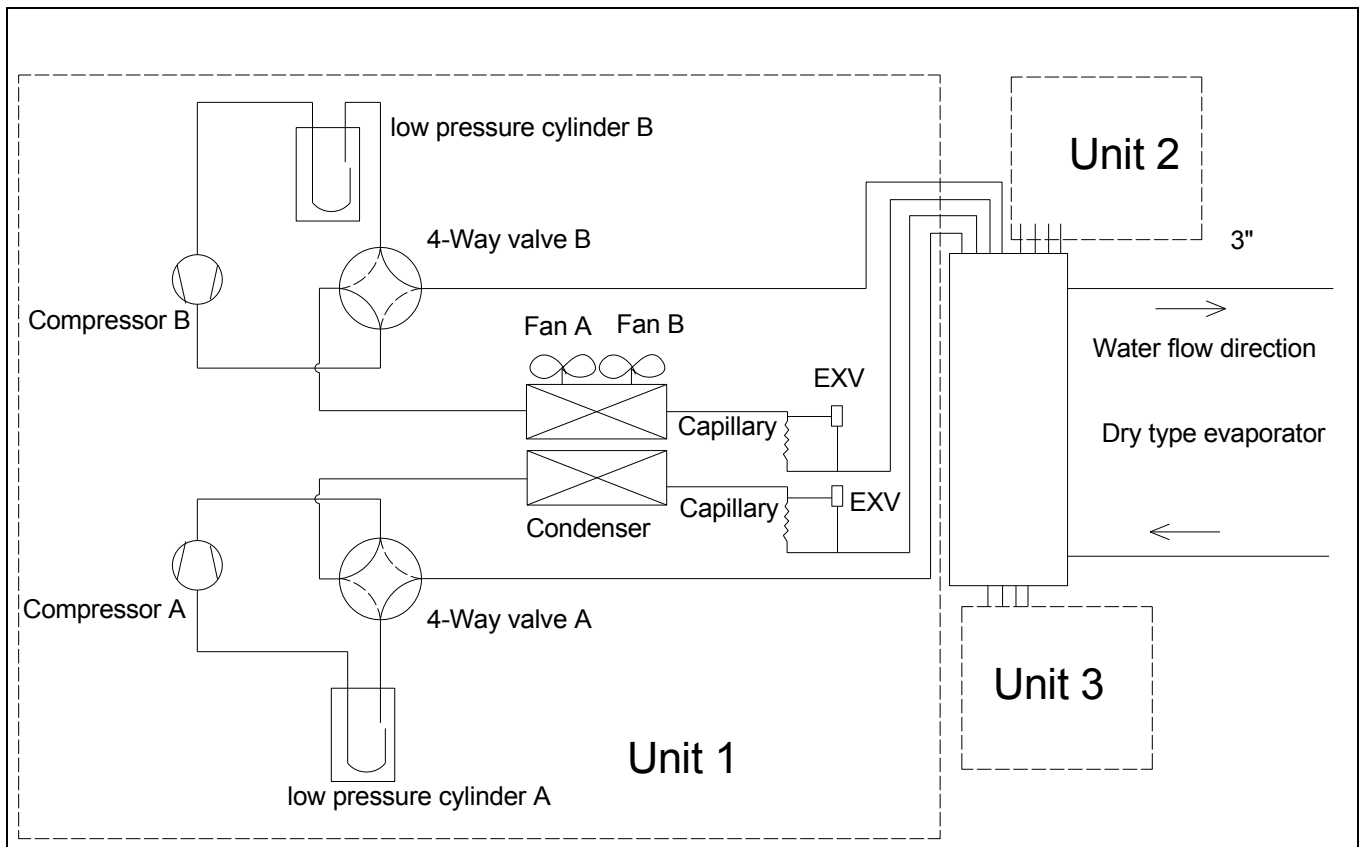 low pressure cylinder B
Unit 2
4-Way valve B
3"
Compressor B
Fan A
Fan B
Water flow direction
EXV
Capillary
Dry type evaporator
Capillary
EXV
Condenser
Compressor A
4-Way valve A
Unit 3
Unit 1
low pressure cylinder A